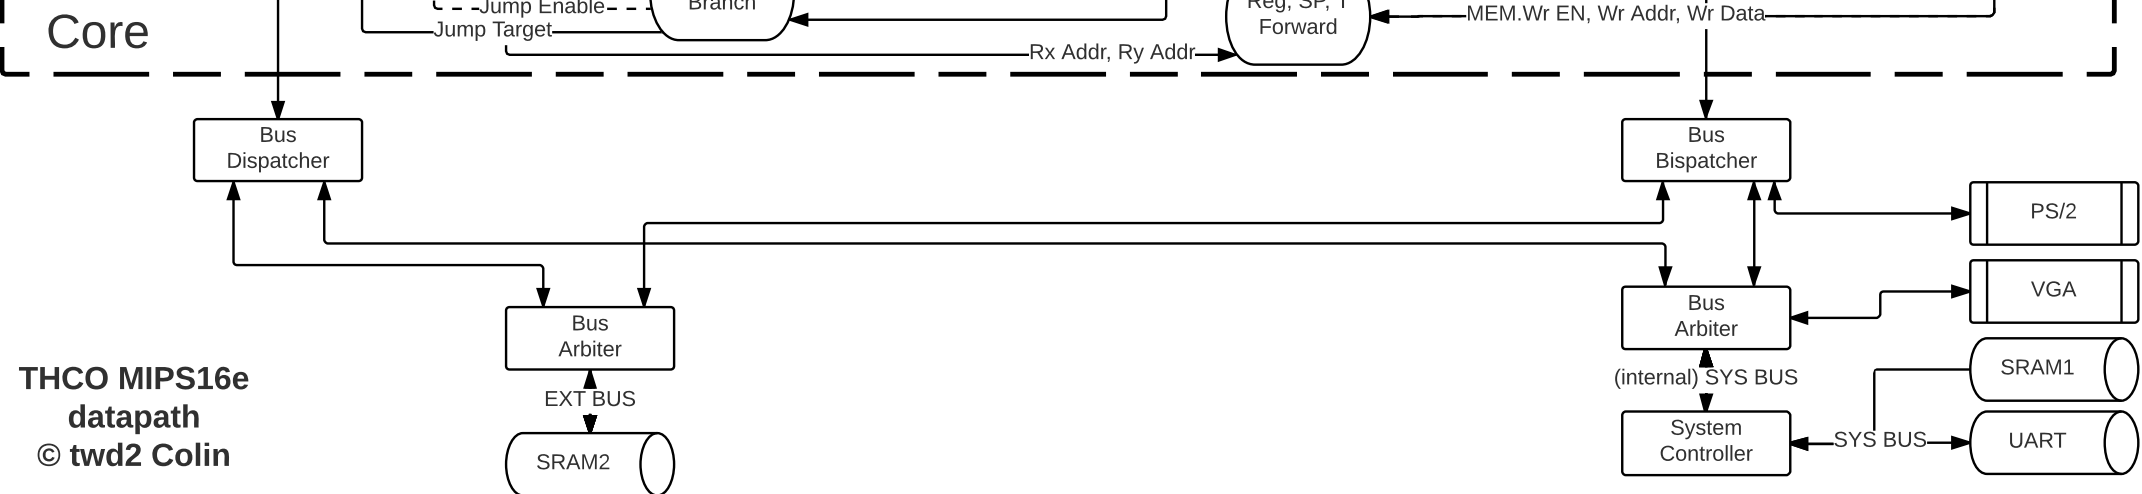 Jump Enable
Branch
Reg, SP, T
MEM.Wr EN, Wr Addr, Wr Data
Core
Jump Target
Forward
Rx Addr, Ry Addr
Bus
Dispatcher
Bus
Bispatcher
PS/2
VGA
Bus
Arbiter
Bus
Arbiter
(internal) SYS BUS
SRAM1
THCO MIPS16e
datapath
© twd2 Colin
EXT BUS
SRAM2
System
Controller
SYS BUS
UART